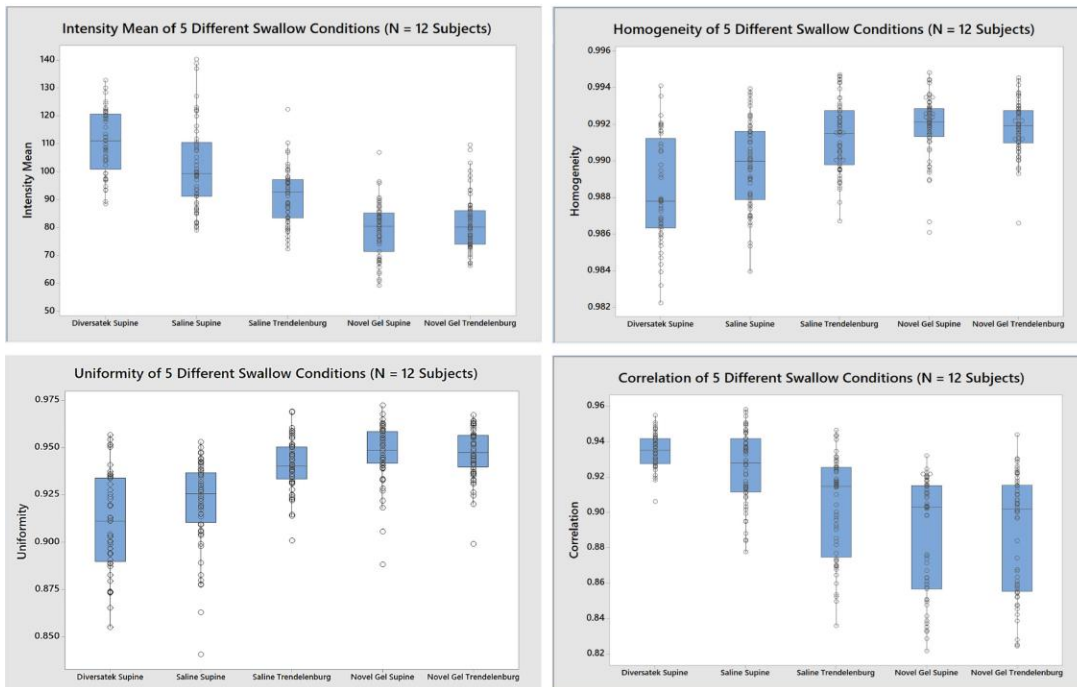 Intensity Mean of 5 Different Swallow Conditions (N = 12 Subjects)
Intensity Mean
140
130
120
110
100
90
80
70
60
50
Diversatek Supine Saline Supine Saline Trendelenburg Novel Gel Supine Novel Gel Trendelenburg
Homogeneity of 5 Different Swallow Conditions (N = 12 Subjects)
Homogeneity
0.996
0.994
0.992
0.990
0.988
0.986
0.984
0.982
Diversatek Supine Saline Supine Saline Trendelenburg Novel Gel Supine Novel Gel Trendelenburg
Uniformity of 5 Different Swallow Conditions (N = 12 Subjects)
Uniformity
0.975
0.950
0.925
0.900
0.875
0.850
Diversatek Supine Saline Supine Saline Trendelenburg Novel Gel Supine Novel Gel Trendelenburg
Correlation of 5 Different Swallow Conditions (N = 12 Subjects)
Correlation
0.96
0.94
0.92
0.90
0.88
0.86
0.84
0.82
Diversatek Supine Saline Supine Saline Trendelenburg Novel Gel Supine Novel Gel Trendelenburg